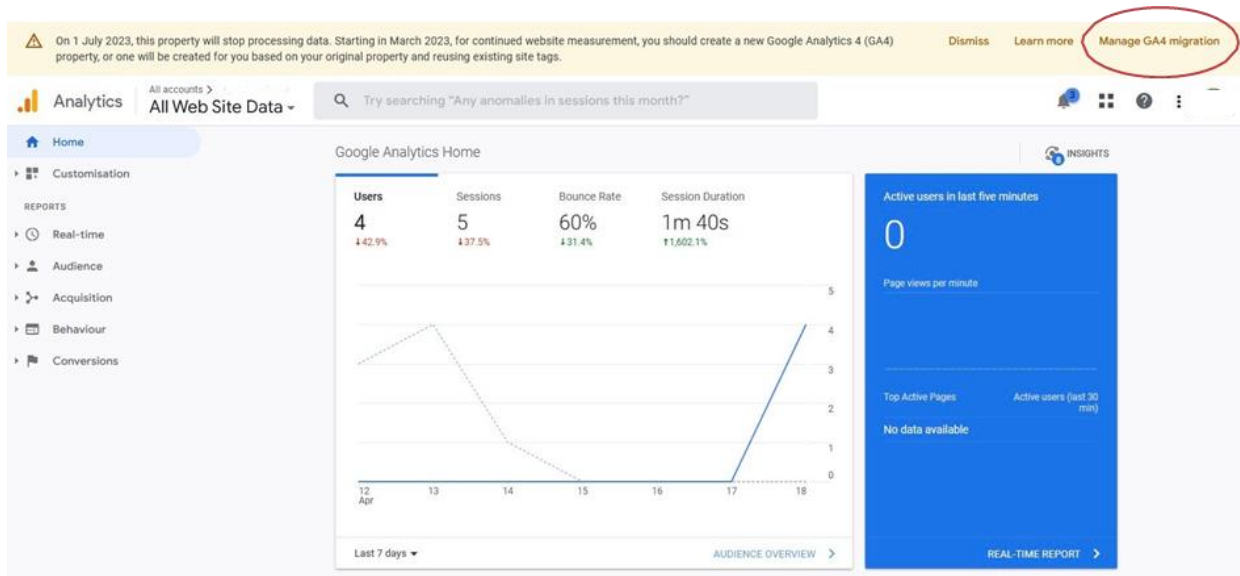 On 1 July 2023, this property will stop processing data. Starting in March 2023, for continued website measurement, you should create a new Google Analytics 4 (GA4)
property, or one will be created for you based on your original property and reusing existing site tags.
Dismiss
Learn more
Manage GA4 migration
Analytics
All accounts >
All Web Site Data
Try searching "Any anomalies in sessions this month?"
3
Home
Customisation
REPORTS
Real-time
Audience
Acquisition
Behaviour
Conversions
Google Analytics Home
8
INSIGHTS
Users
4
↓42.9%
Sessions
5
↓37.5%
Bounce Rate
60%
↓31.4%
Session Duration
1m 40s
↑1,602.1%
5
4
3
2
1
0
12
Apr
13
14
15
16
17
18
Last 7 days
AUDIENCE OVERVIEW >
Active users in last five minutes
0
Page views per minute
Top Active Pages
Active users (last 30
min)
No data available
REAL-TIME REPORT >